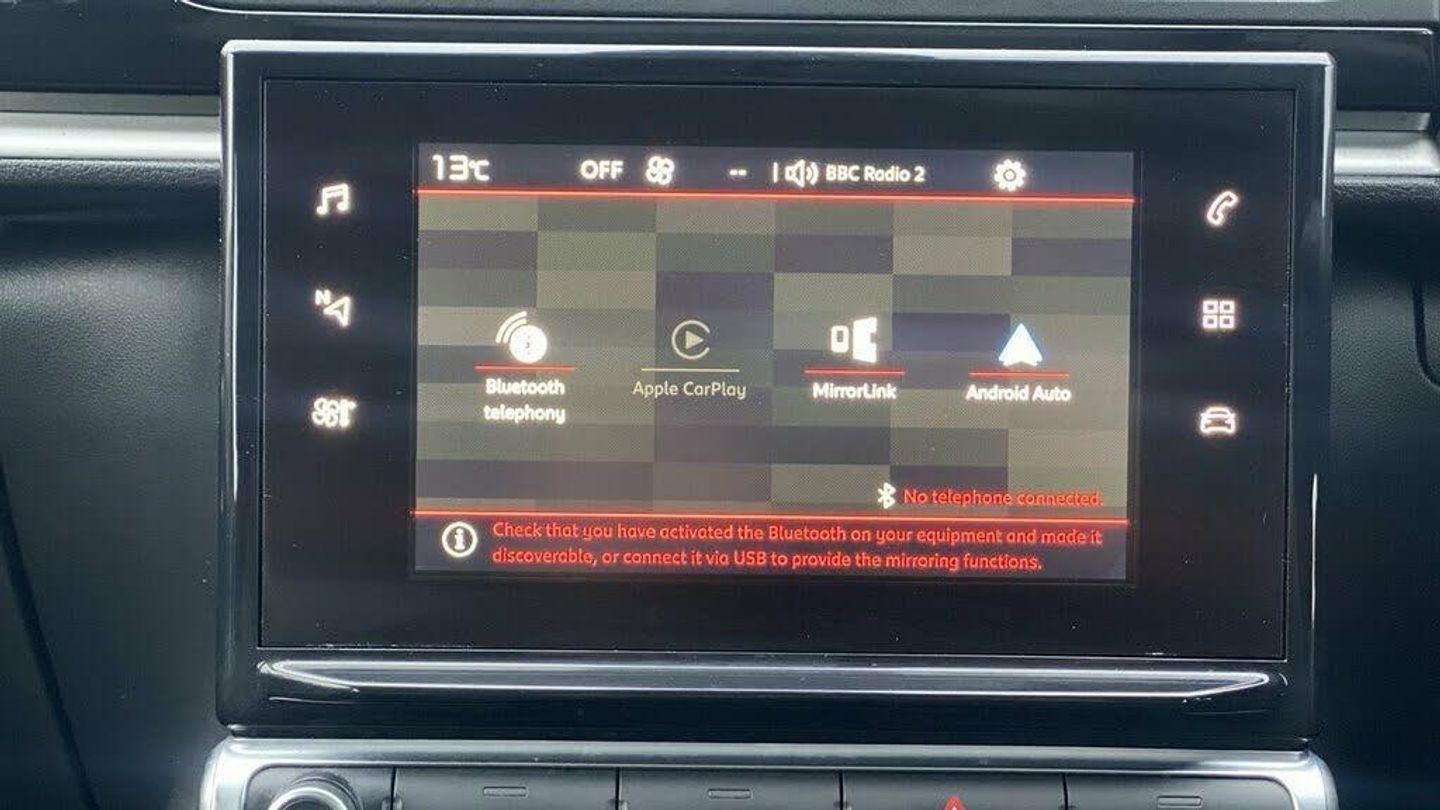 13°C OFF -- BBC Radio 2
N
Bluetooth
telephony
Apple CarPlay
MirrorLink
Android Auto
No telephone connected.
Check that you have activated the Bluetooth on your equipment and made it
discoverable, or connect it via USB to provide the mirroring functions.